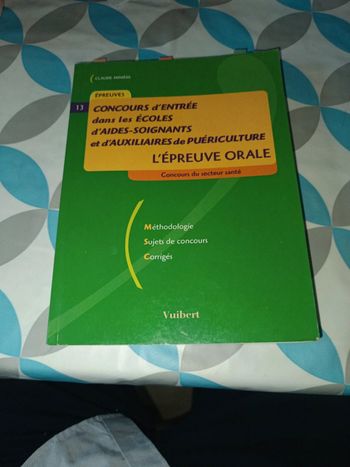 CLAUDE
ÉPREUVES
13
CONCOURS d'ENTRÉE
dans les ÉCOLES
d'AIDES-SOIGNANTS
et d'AUXILIAIRES de PUÉRICULTURE
L'ÉPREUVE ORALE
Concours du secteur santé
Méthodologie
Sujets de concours
Corrigés
Vuibert